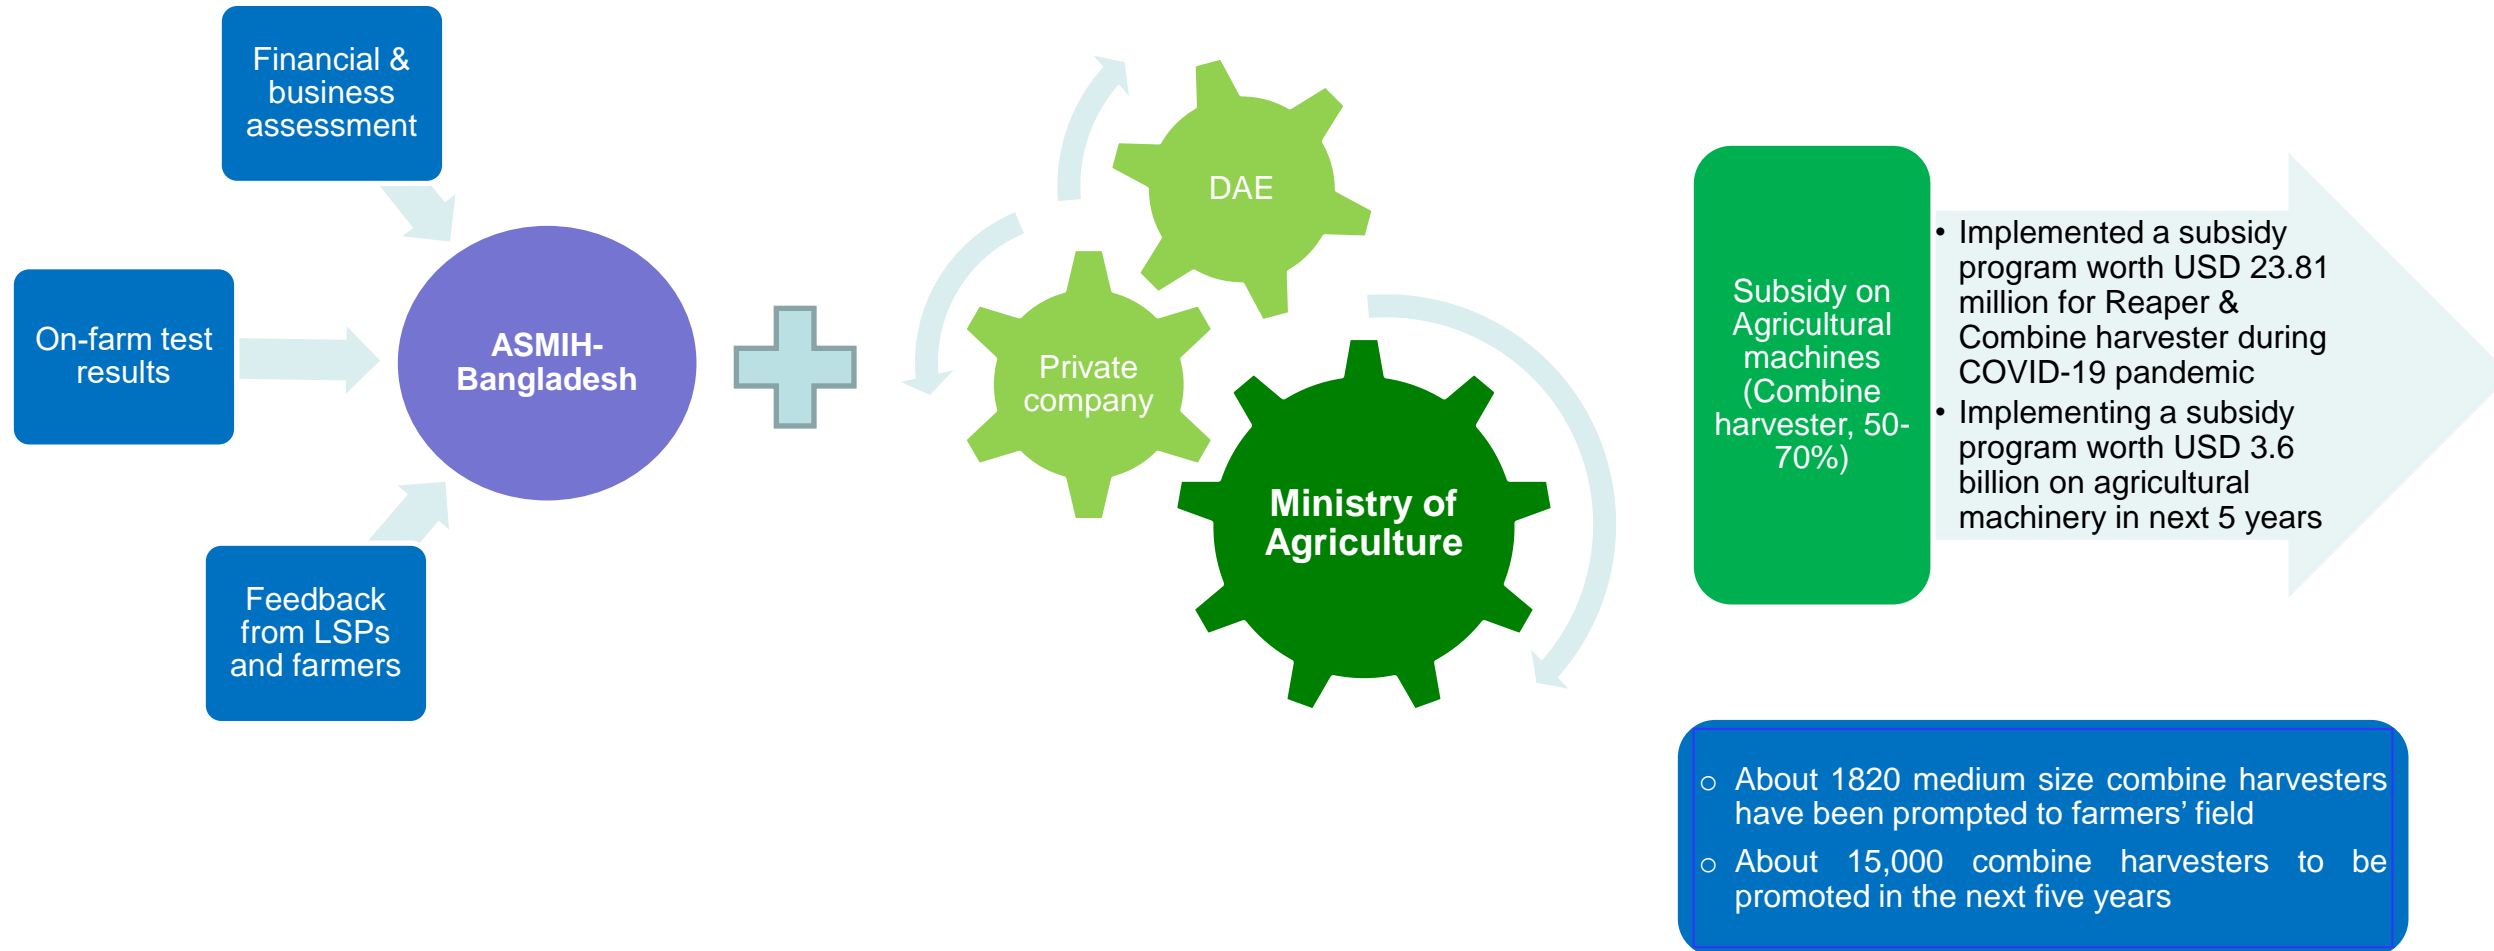 Financial &
business
assessment
On-farm test
results
Feedback
from LSPs
and farmers
ASMIH-
Bangladesh
DAE
Private
company
Ministry of
Agriculture
Subsidy on
Agricultural
machines
(Combine
harvester, 50-
70%)
• Implemented a subsidy
program worth USD 23.81
million for Reaper &
Combine harvester during
COVID-19 pandemic
• Implementing a subsidy
program worth USD 3.6
billion on agricultural
machinery in next 5 years
o About 1820 medium size combine harvesters
have been prompted to farmers’ field
o About 15,000 combine harvesters to be
promoted in the next five years